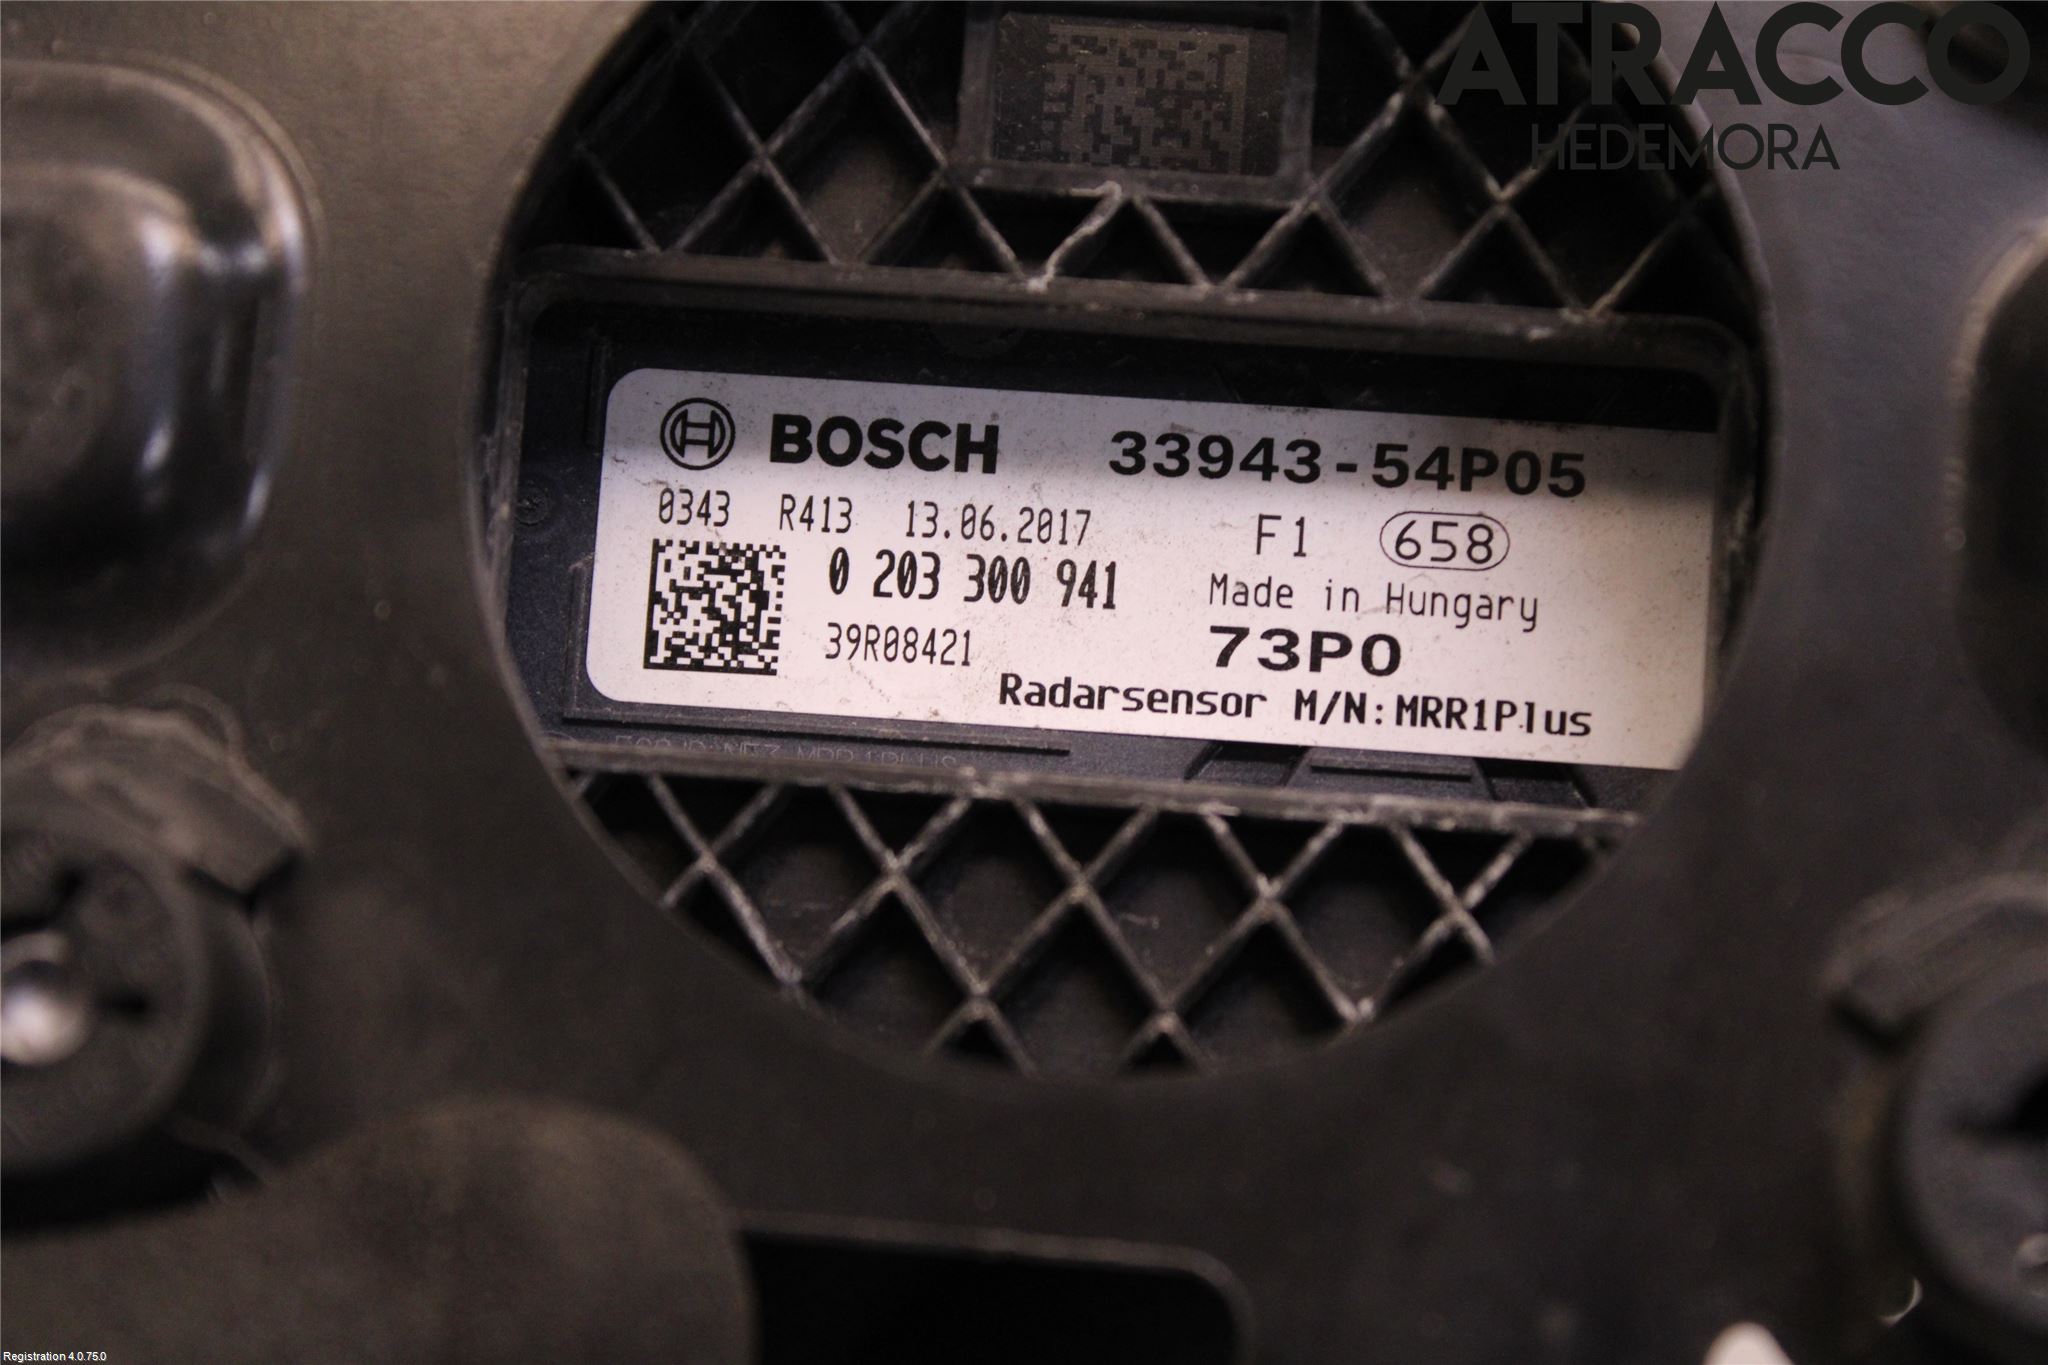 ATRACCO
HEDEMORA
BOSCH 33943-54P05
0343 R413 13.06.2017 F1 658
0 203 300 941 Made in Hungary
39R08421 73P0
Radarsensor M/N:MRR1Plus
Registration 4.0.75.0